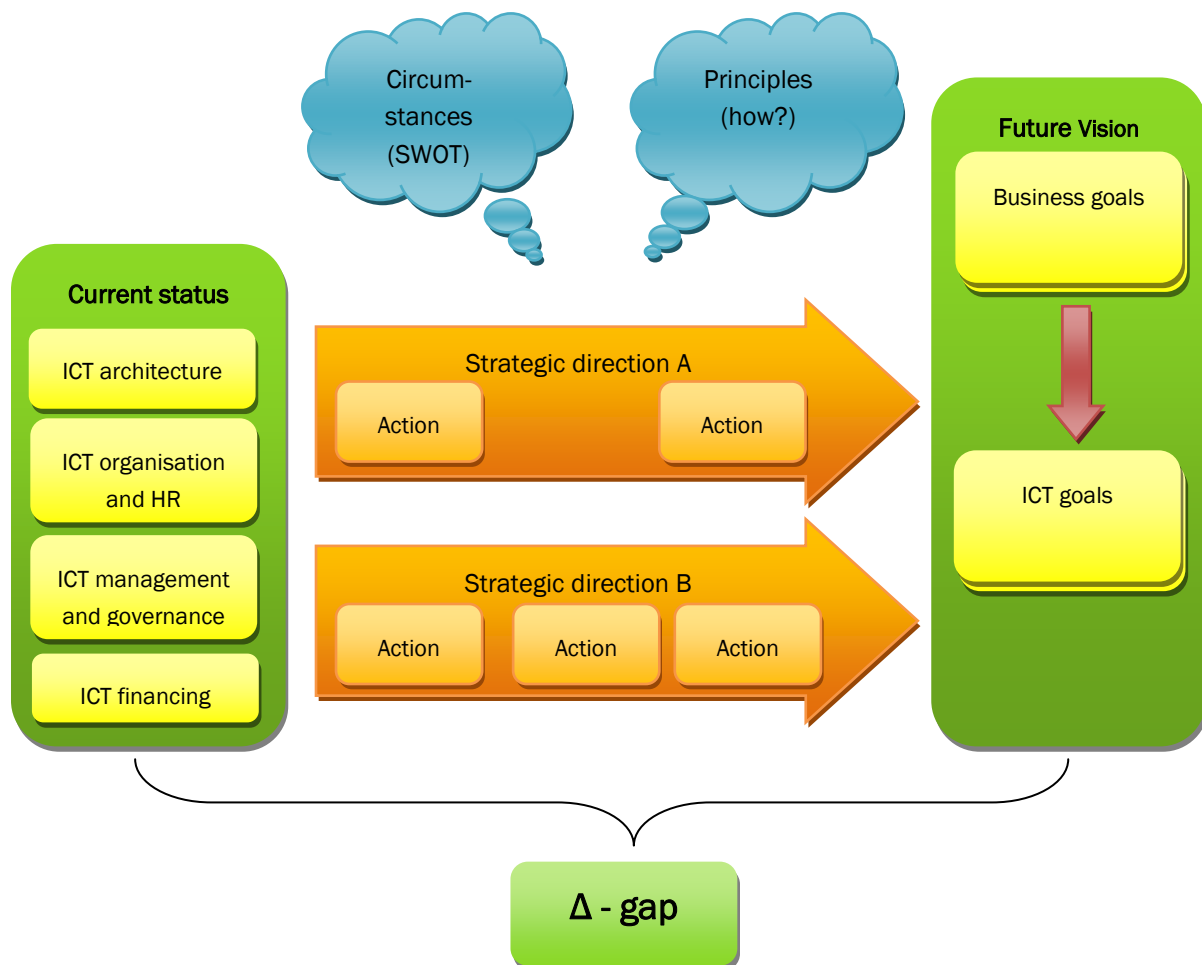 Circum-
stances
(SWOT)
Principles
(how?)
Future Vision
Business goals
ICT goals
Current status
ICT architecture
ICT organisation
and HR
ICT management
and governance
ICT financing
Strategic direction A
Action
Action
Strategic direction B
Action
Action
Action
Δ - gap